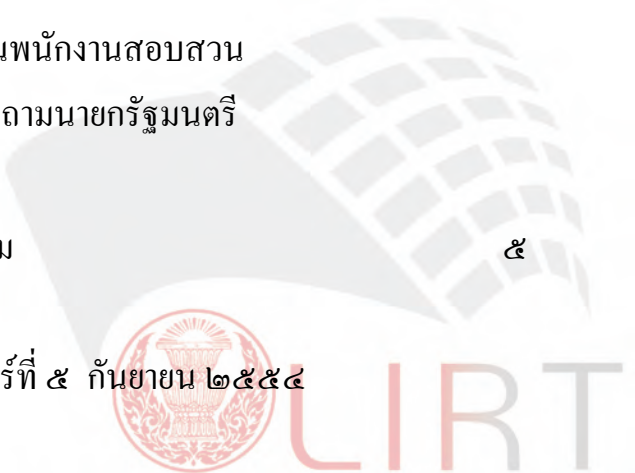 นพนักงานสอบสวน
ถามนายกรัฐมนตรี
ม ๕
ร์ที่ ๕ กันยายน ๒๕๕๔
LIRT